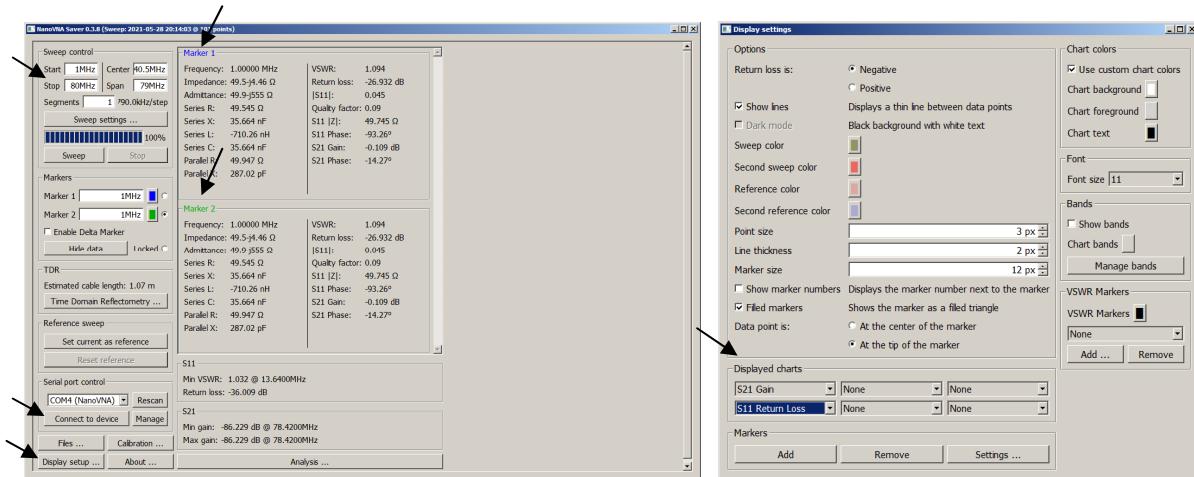 NanoVNA Saver 0.3.8 (Sweep: 2021-05-28 20:14:03 @ 101 points)
Sweep control
Start 1MHz Center 40.5MHz
Stop 80MHz Span 79MHz
Segments 1 790.0kHz/step
Sweep settings ...
100%
Sweep Stop
Markers
Marker 1 1MHz
Marker 2 1MHz
Enable Delta Marker
Hide data Locked
TDR
Estimated cable length: 1.07 m
Time Domain Reflectometry ...
Reference sweep
Set current as reference
Reset reference
Serial port control
COM4 (NanoVNA) Rescan
Connect to device Manage
Files ... Calibration ...
Display setup ... About ...
Marker 1
Frequency: 1.00000 MHz VSWR: 1.094
Impedance: 49.5-j4.46 Ω Return loss: -26.932 dB
Admittance: 49.9-j555 Ω |S11|: 0.045
Series R: 49.545 Ω Quality factor: 0.09
Series X: 35.664 nF S11 |Z|: 49.745 Ω
Series L: -710.26 nH S11 Phase: -93.26°
Series C: 35.664 nF S21 Gain: -0.109 dB
Parallel R: 49.947 Ω S21 Phase: -14.27°
Parallel X: 287.02 pF
Marker 2
Frequency: 1.00000 MHz VSWR: 1.094
Impedance: 49.5-j4.46 Ω Return loss: -26.932 dB
Admittance: 49.9-j555 Ω |S11|: 0.045
Series R: 49.545 Ω Quality factor: 0.09
Series X: 35.664 nF S11 |Z|: 49.745 Ω
Series L: -710.26 nH S11 Phase: -93.26°
Series C: 35.664 nF S21 Gain: -0.109 dB
Parallel R: 49.947 Ω S21 Phase: -14.27°
Parallel X: 287.02 pF
S11
Min VSWR: 1.032 @ 13.6400MHz
Return loss: -36.009 dB
S21
Min gain: -86.229 dB @ 78.4200MHz
Max gain: -86.229 dB @ 78.4200MHz
Analysis ...
Display settings
Options
Return loss is: Negative
Positive
Show lines Displays a thin line between data points
Dark mode Black background with white text
Sweep color
Second sweep color
Reference color
Second reference color
Point size 3 px
Line thickness 2 px
Marker size 12 px
Show marker numbers Displays the marker number next to the marker
Filled markers Shows the marker as a filled triangle
Data point is: At the center of the marker
At the tip of the marker
Displayed charts
S21 Gain None None
S11 Return Loss None None
Markers
Add Remove Settings ...
Chart colors
Use custom chart colors
Chart background
Chart foreground
Chart text
Font
Font size 11
Bands
Show bands
Chart bands
Manage bands
VSWR Markers
VSWR Markers
None
Add ... Remove